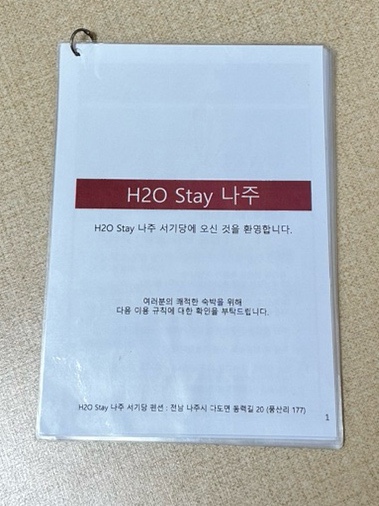 H2O Stay 나주
H2O Stay 나주 서기당에 오신 것을 환영합니다.
여러분의 쾌적한 숙박을 위해
다음 이용 규칙에 대한 확인을 부탁드립니다.
H2O Stay 나주 서기당 펜션 : 전남 나주시 다도면 동력길 20 (풍산리 177)
1